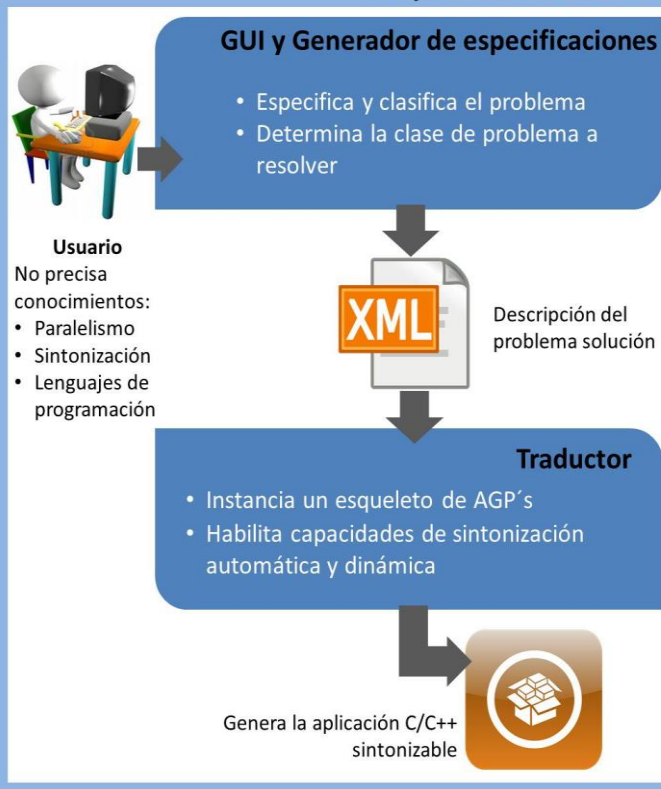 GUI y Generador de especificaciones
• Especifica y clasifica el problema
• Determina la clase de problema a
resolver
Usuario
No precisa
conocimientos:
• Paralelismo
• Sintonización
• Lenguajes de
programación
XML
Descripción del
problema solución
Traductor
• Instancia un esqueleto de AGP´s
• Habilita capacidades de sintonización
automática y dinámica
Genera la aplicación C/C++
sintonizable